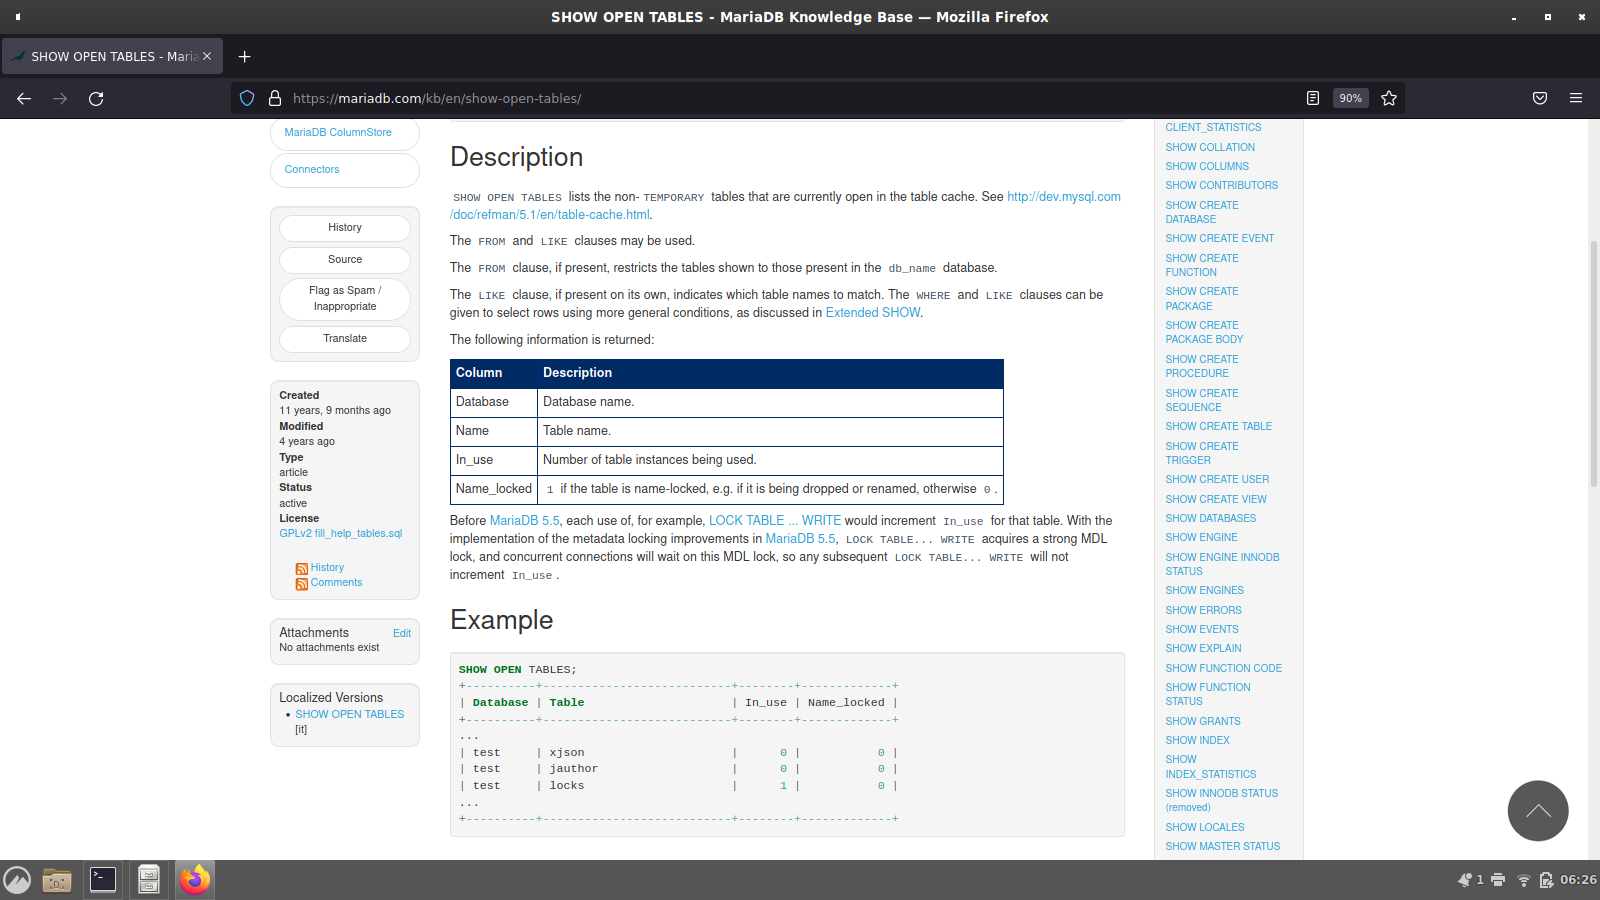 SHOW OPEN TABLES - MariaDB Knowledge Base — Mozilla Firefox
SHOW OPEN TABLES - Maria
https://mariadb.com/kb/en/show-open-tables/
90%
MariaDB ColumnStore
Connectors
History
Source
Flag as Spam /
Inappropriate
Translate
Created
11 years, 9 months ago
Modified
4 years ago
Type
article
Status
active
License
GPLv2 fill_help_tables.sql
History
Comments
Attachments Edit
No attachments exist
Localized Versions
• SHOW OPEN TABLES
[it]
Description
SHOW OPEN TABLES lists the non- TEMPORARY tables that are currently open in the table cache. See http://dev.mysql.com
/doc/refman/5.1/en/table-cache.html.
The FROM and LIKE clauses may be used.
The FROM clause, if present, restricts the tables shown to those present in the db_name database.
The LIKE clause, if present on its own, indicates which table names to match. The WHERE and LIKE clauses can be
given to select rows using more general conditions, as discussed in Extended SHOW.
The following information is returned:
Column Description
Database Database name.
Name Table name.
In_use Number of table instances being used.
Name_locked 1 if the table is name-locked, e.g. if it is being dropped or renamed, otherwise 0 .
Before MariaDB 5.5, each use of, for example, LOCK TABLE ... WRITE would increment In_use for that table. With the
implementation of the metadata locking improvements in MariaDB 5.5, LOCK TABLE... WRITE acquires a strong MDL
lock, and concurrent connections will wait on this MDL lock, so any subsequent LOCK TABLE... WRITE will not
increment In_use .
Example
SHOW OPEN TABLES;
+----------+---------------------------+--------+-------------+
| Database | Table                     | In_use | Name_locked |
+----------+---------------------------+--------+-------------+
...
| test     | xjson                     |      0 |           0 |
| test     | jauthor                   |      0 |           0 |
| test     | locks                     |      1 |           0 |
...
+----------+---------------------------+--------+-------------+
CLIENT_STATISTICS
SHOW COLLATION
SHOW COLUMNS
SHOW CONTRIBUTORS
SHOW CREATE
DATABASE
SHOW CREATE EVENT
SHOW CREATE
FUNCTION
SHOW CREATE
PACKAGE
SHOW CREATE
PACKAGE BODY
SHOW CREATE
PROCEDURE
SHOW CREATE
SEQUENCE
SHOW CREATE TABLE
SHOW CREATE
TRIGGER
SHOW CREATE USER
SHOW CREATE VIEW
SHOW DATABASES
SHOW ENGINE
SHOW ENGINE INNODB
STATUS
SHOW ENGINES
SHOW ERRORS
SHOW EVENTS
SHOW EXPLAIN
SHOW FUNCTION CODE
SHOW FUNCTION
STATUS
SHOW GRANTS
SHOW INDEX
SHOW
INDEX_STATISTICS
SHOW INNODB STATUS
(removed)
SHOW LOCALES
SHOW MASTER STATUS
1
06:26